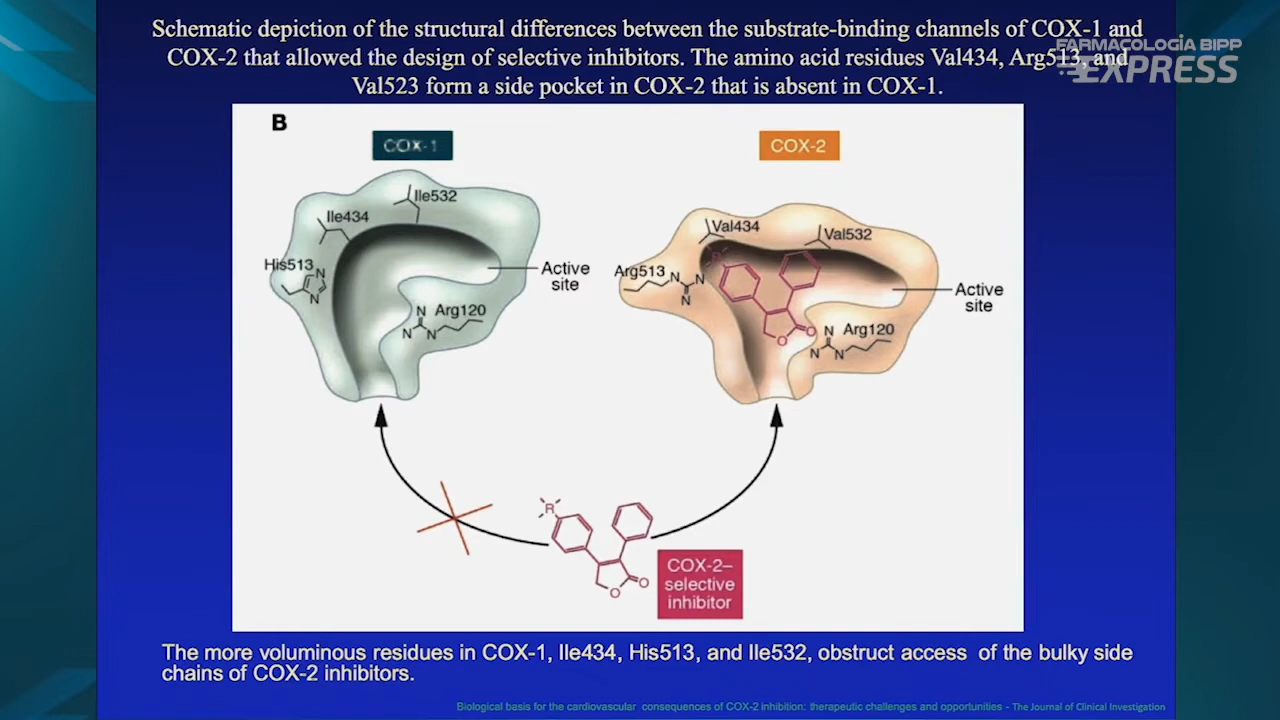 Schematic depiction of the structural differences between the substrate-binding channels of COX-1 and
COX-2 that allowed the design of selective inhibitors. The amino acid residues Val434, Arg513, and
Val523 form a side pocket in COX-2 that is absent in COX-1.
FARMACOLOGÍA BIPP
EXPRESS
B
COX-1
COX-2
Ile532
Ile434
His513
N
N
Active
site
N
Arg120
N
N
Val434
Val532
Arg513
N
N
N
R
O
O
Active
site
Arg120
N
N
N
R
O
O
COX-2–
selective
inhibitor
The more voluminous residues in COX-1, Ile434, His513, and Ile532, obstruct access of the bulky side
chains of COX-2 inhibitors.
Biological basis for the cardiovascular consequences of COX-2 inhibition: therapeutic challenges and opportunities - The Journal of Clinical Investigation